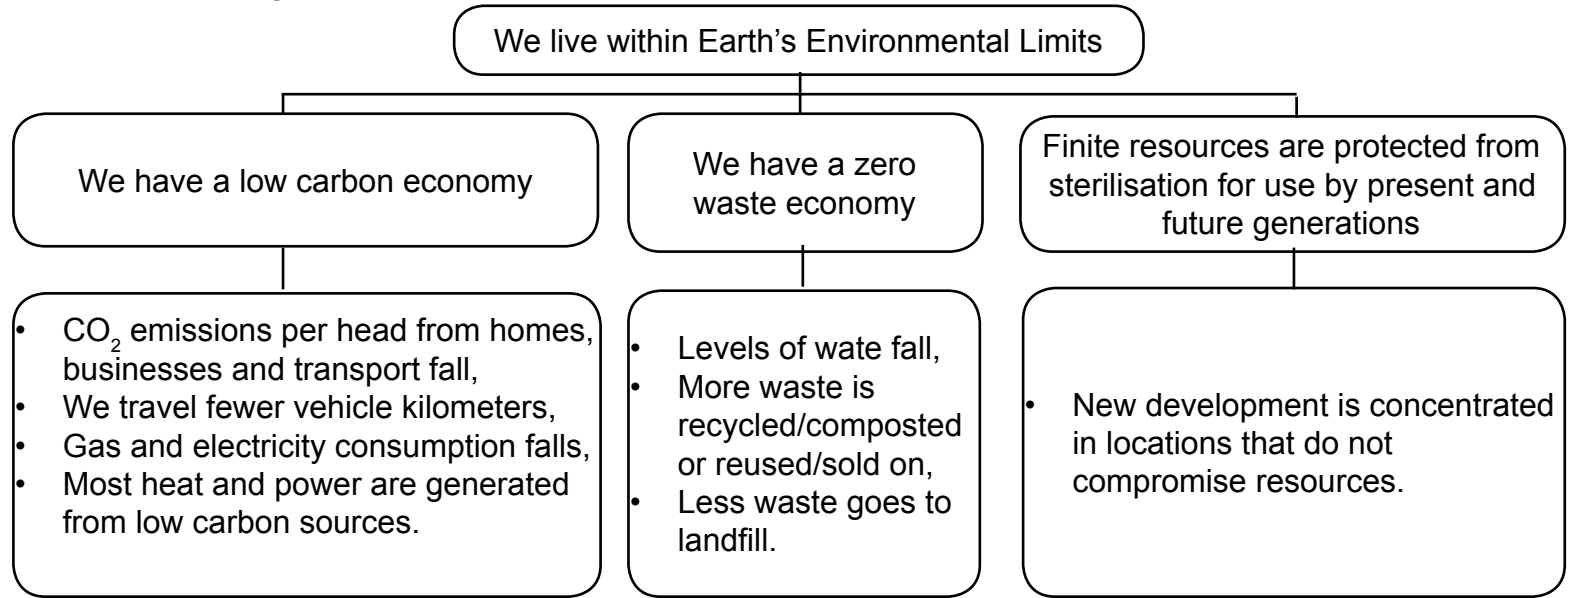 We live within Earth's Environmental Limits
We have a low carbon economy
We have a zero
waste economy
Finite resources are protected from
sterilisation for use by present and
future generations
• CO₂ emissions per head from homes,
businesses and transport fall,
• We travel fewer vehicle kilometers,
• Gas and electricity consumption falls,
• Most heat and power are generated
from low carbon sources.
• Levels of wate fall,
• More waste is
recycled/composted
or reused/sold on,
• Less waste goes to
landfill.
• New development is concentrated
in locations that do not
compromise resources.